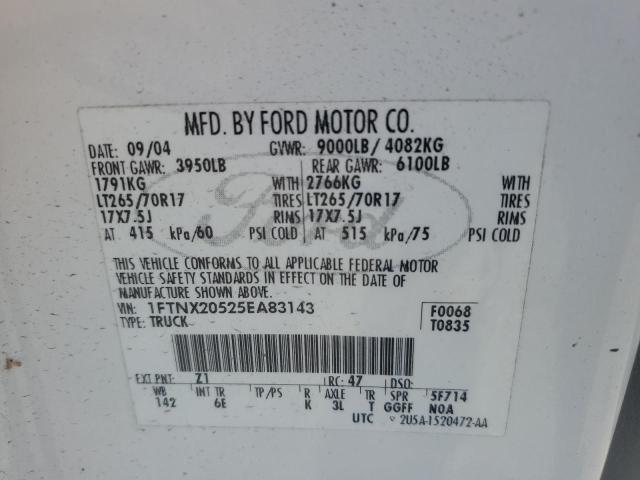 MFD. BY FORD MOTOR CO.
DATE: 09/04 GVWR: 9000LB/ 4082KG
FRONT GAWR: 3950LB REAR GAWR: 6100LB
1791KG WITH 2766KG WITH
LT265/70R17 TIRES LT265/70R17 TIRES
17X7.5J RIMS 17X7.5J RIMS
AT 415 kPa/60 PSI COLD AT 515 kPa/75 PSI COLD
THIS VEHICLE CONFORMS TO ALL APPLICABLE FEDERAL MOTOR
VEHICLE SAFETY STANDARDS IN EFFECT ON THE DATE OF
MANUFACTURE SHOWN ABOVE.
VIN: 1FTNX20525EA83143 F0068
TYPE: TRUCK T0835
EXT PNT: Z1 RC: 47 DSO:
WB INT TR TP/PS R AXLE TR SPR 5F714
142 6E K 3L T GGFF NOA
UTC 2U5A-1520472-AA
Ford